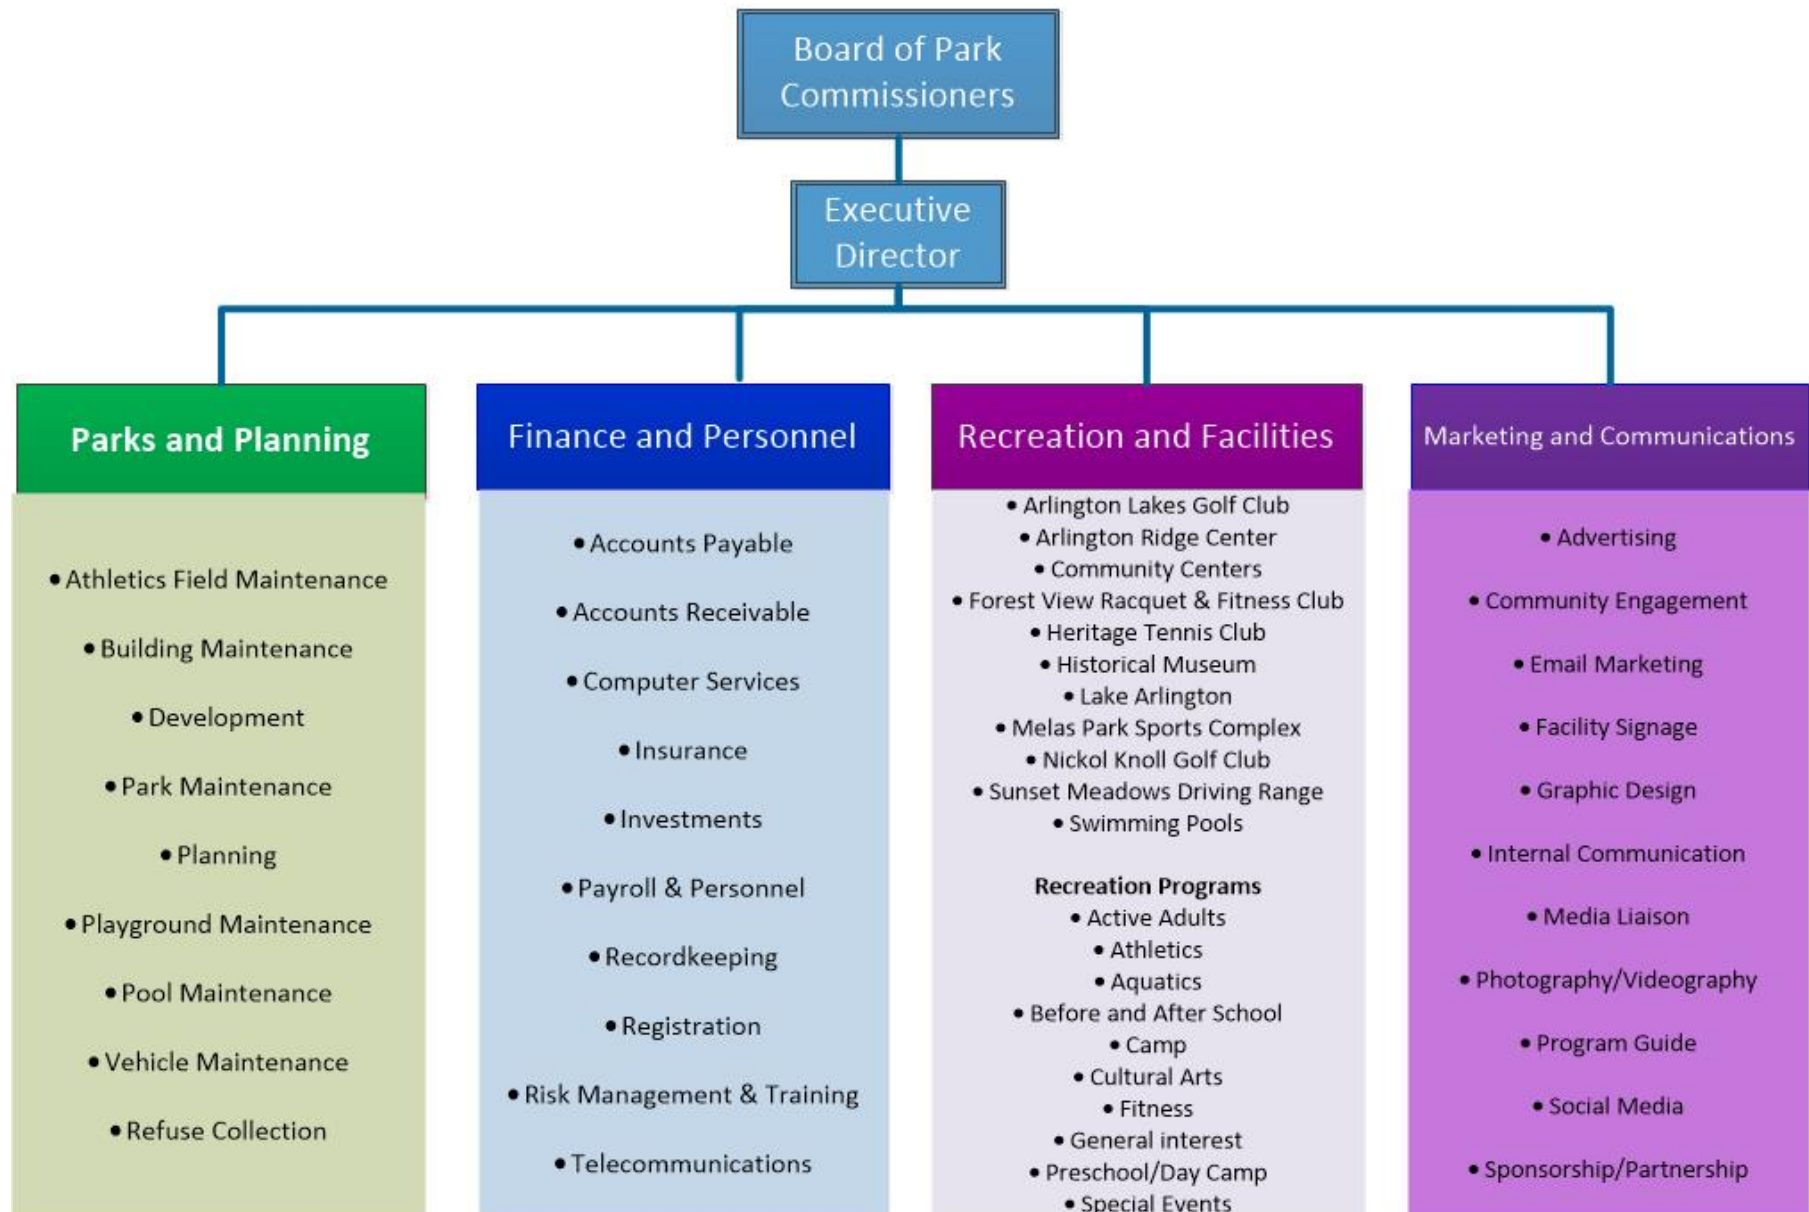 Board of Park
Commissioners
Executive
Director
Parks and Planning
• Athletics Field Maintenance
• Building Maintenance
• Development
• Park Maintenance
• Planning
• Playground Maintenance
• Pool Maintenance
• Vehicle Maintenance
• Refuse Collection
Finance and Personnel
• Accounts Payable
• Accounts Receivable
• Computer Services
• Insurance
• Investments
• Payroll & Personnel
• Recordkeeping
• Registration
• Risk Management & Training
• Telecommunications
Recreation and Facilities
• Arlington Lakes Golf Club
• Arlington Ridge Center
• Community Centers
• Forest View Racquet & Fitness Club
• Heritage Tennis Club
• Historical Museum
• Lake Arlington
• Melas Park Sports Complex
• Nickol Knoll Golf Club
• Sunset Meadows Driving Range
• Swimming Pools
Recreation Programs
• Active Adults
• Athletics
• Aquatics
• Before and After School
• Camp
• Cultural Arts
• Fitness
• General interest
• Preschool/Day Camp
• Special Events
Marketing and Communications
• Advertising
• Community Engagement
• Email Marketing
• Facility Signage
• Graphic Design
• Internal Communication
• Media Liaison
• Photography/Videography
• Program Guide
• Social Media
• Sponsorship/Partnership